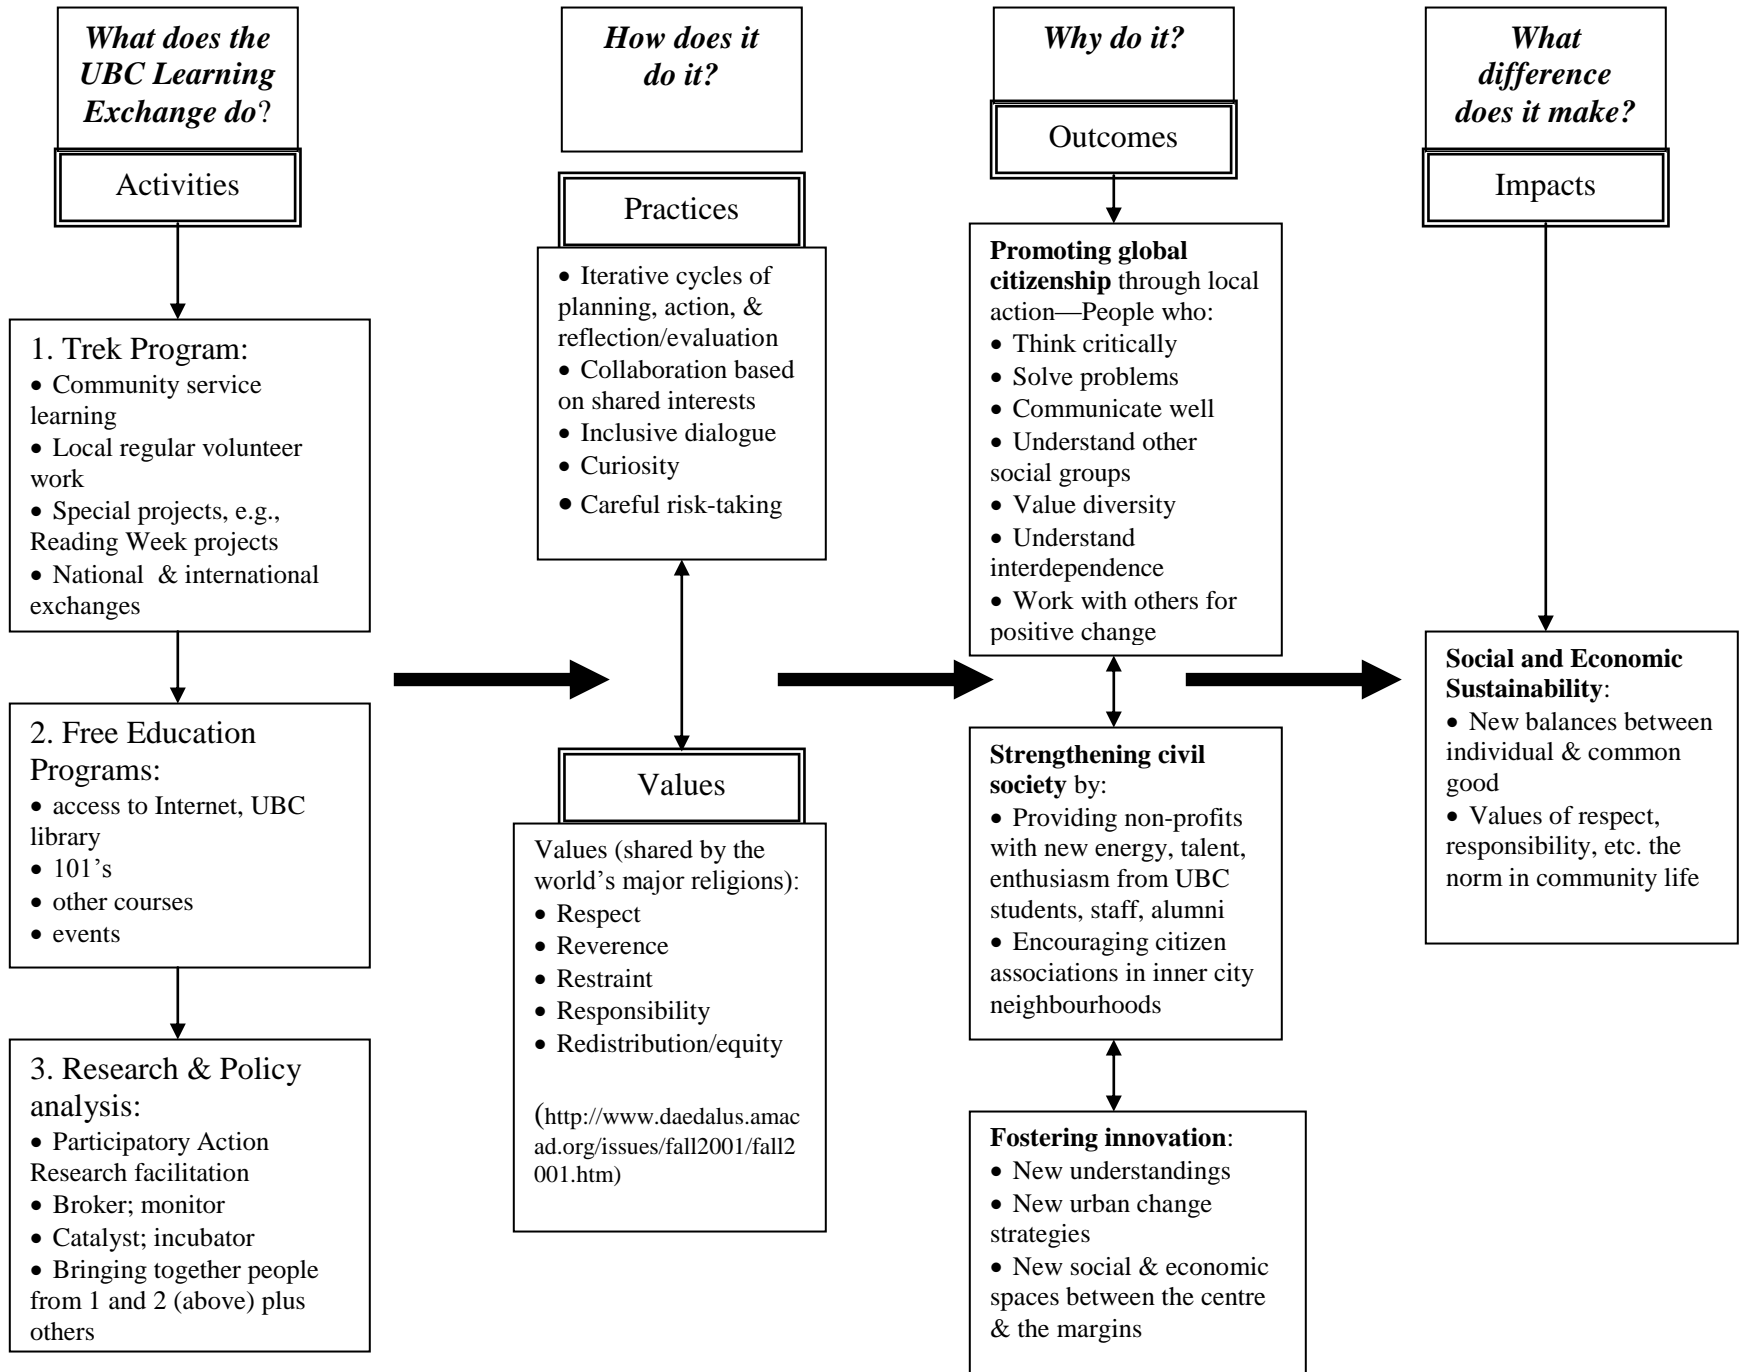 What does the
UBC Learning
Exchange do?
Activities
1. Trek Program:
• Community service
learning
• Local regular volunteer
work
• Special projects, e.g.,
Reading Week projects
• National & international
exchanges
2. Free Education
Programs:
• access to Internet, UBC
library
• 101’s
• other courses
• events
3. Research & Policy
analysis:
• Participatory Action
Research facilitation
• Broker; monitor
• Catalyst; incubator
• Bringing together people
from 1 and 2 (above) plus
others
How does it
do it?
Practices
• Iterative cycles of
planning, action, &
reflection/evaluation
• Collaboration based
on shared interests
• Inclusive dialogue
• Curiosity
• Careful risk-taking
Values
Values (shared by the
world’s major religions):
• Respect
• Reverence
• Restraint
• Responsibility
• Redistribution/equity
(http://www.daedalus.amac
ad.org/issues/fall2001/fall2
001.htm)
Why do it?
Outcomes
Promoting global
citizenship through local
action—People who:
• Think critically
• Solve problems
• Communicate well
• Understand other
social groups
• Value diversity
• Understand
interdependence
• Work with others for
positive change
Strengthening civil
society by:
• Providing non-profits
with new energy, talent,
enthusiasm from UBC
students, staff, alumni
• Encouraging citizen
associations in inner city
neighbourhoods
Fostering innovation:
• New understandings
• New urban change
strategies
• New social & economic
spaces between the centre
& the margins
What
difference
does it make?
Impacts
Social and Economic
Sustainability:
• New balances between
individual & common
good
• Values of respect,
responsibility, etc. the
norm in community life